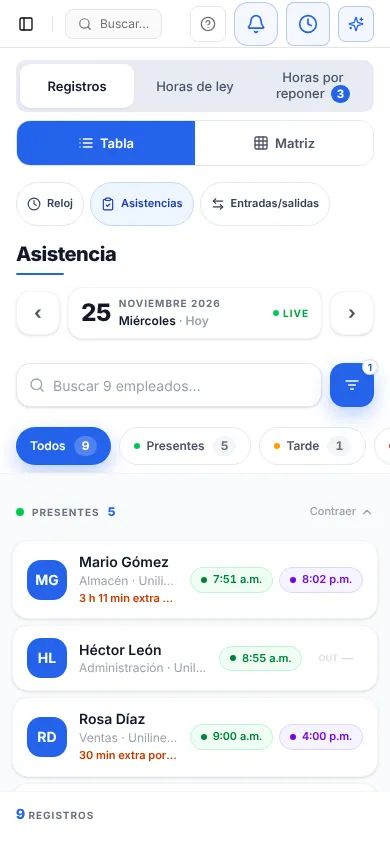 Buscar...
Registros
Horas de ley
Horas por
reponer 3
Tabla
Matriz
Reloj
Asistencias
Entradas/salidas
Asistencia
25
NOVIEMBRE 2026
Miércoles · Hoy
LIVE
Buscar 9 empleados...
1
Todos 9
Presentes 5
Tarde 1
PRESENTES 5
Contraer
MG
Mario Gómez
Almacén · Unili...
3 h 11 min extra ...
7:51 a.m.
8:02 p.m.
HL
Héctor León
Administración · Unil...
8:55 a.m.
OUT —
RD
Rosa Díaz
Ventas · Uniline...
30 min extra por...
9:00 a.m.
4:00 p.m.
9 REGISTROS